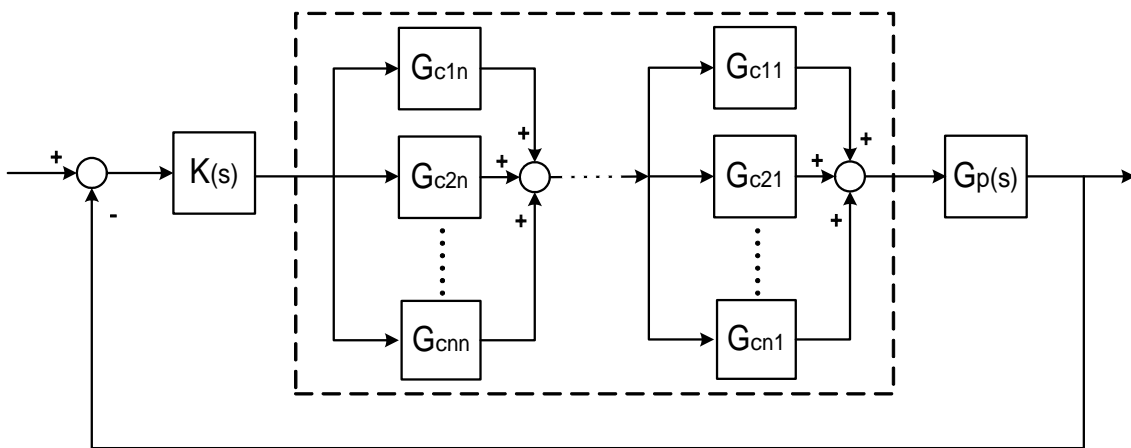 Gc1n
Gc11
+
K(s)
Gc2n
+
+
Gc21
+
+
Gp(s)
-
+
+
Gcnn
Gcn1